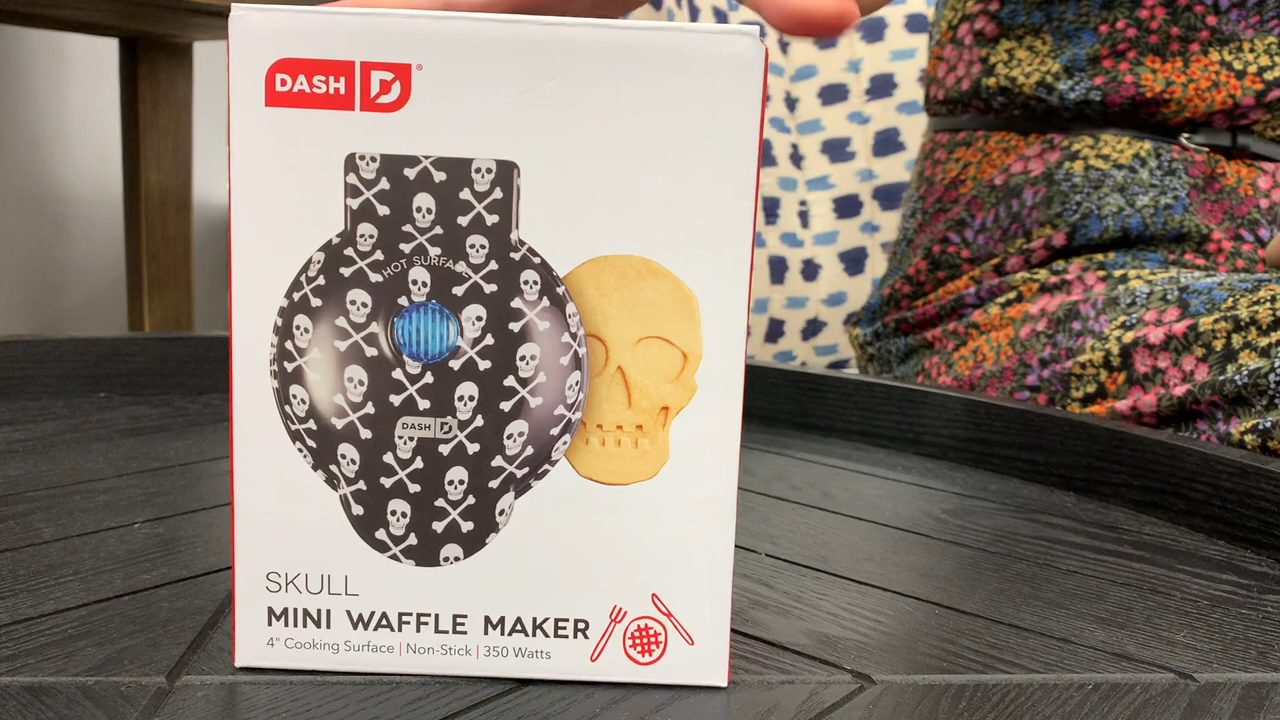 DASH D®
HOT SURFACE
DASH D
SKULL
MINI WAFFLE MAKER
4" Cooking Surface | Non-Stick | 350 Watts